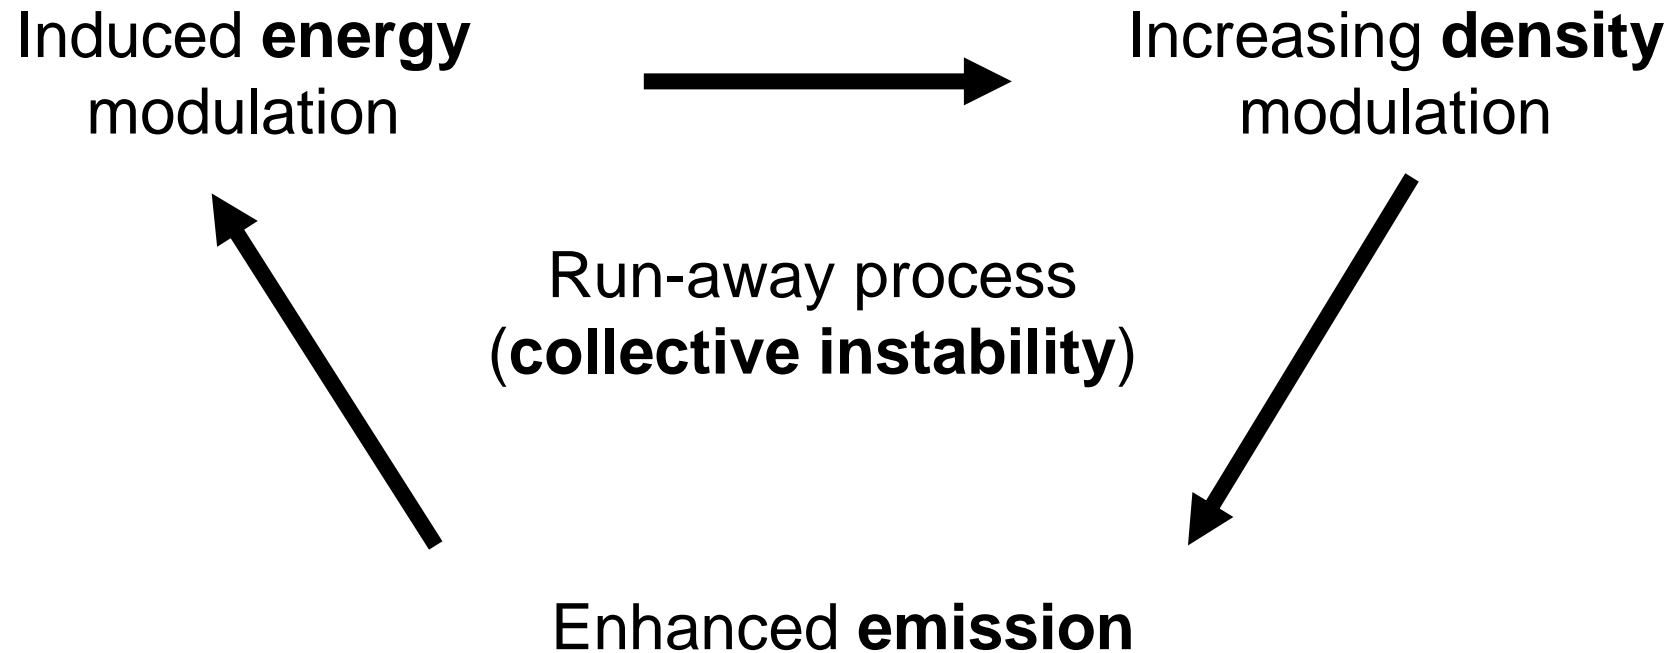 Induced energy
modulation
Increasing density
modulation
Run-away process
(collective instability)
Enhanced emission